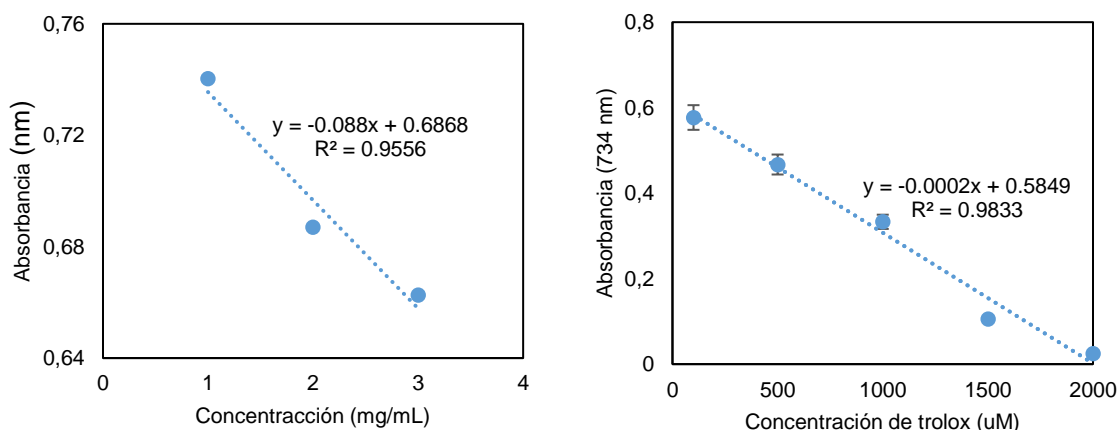 0,76
0,72
0,68
0,64
0
1
2
3
4
Absorbancia (nm)
Concentracción (mg/mL)
y = -0.088x + 0.6868
R² = 0.9556
0,8
0,6
0,4
0,2
0
0
500
1000
1500
2000
Absorbancia (734 nm)
Concentración de trolox (uM)
y = -0.0002x + 0.5849
R² = 0.9833